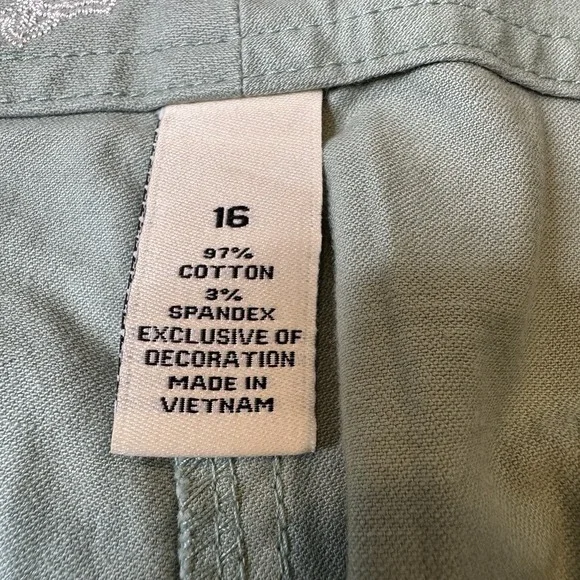 16
97%
COTTON
3%
SPANDEX
EXCLUSIVE OF
DECORATION
MADE IN
VIETNAM